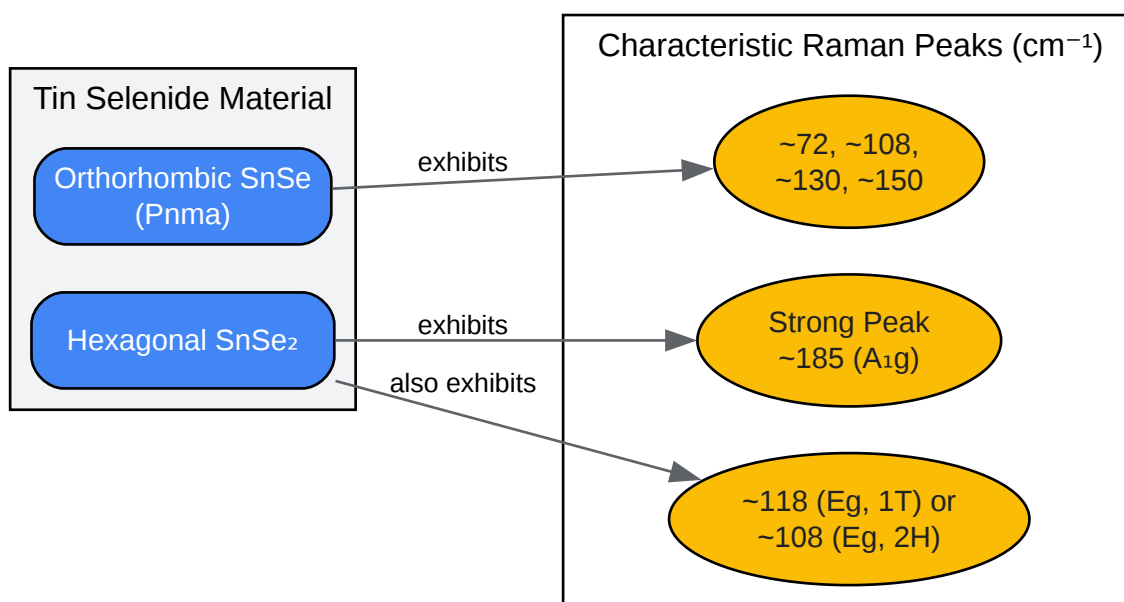 Characteristic Raman Peaks (cm⁻¹)
Tin Selenide Material
Orthorhombic SnSe
(Pnma)
exhibits
~72, ~108,
~130, ~150
Hexagonal SnSe₂
exhibits
Strong Peak
~185 (A₁g)
also exhibits
~118 (Eg, 1T) or
~108 (Eg, 2H)